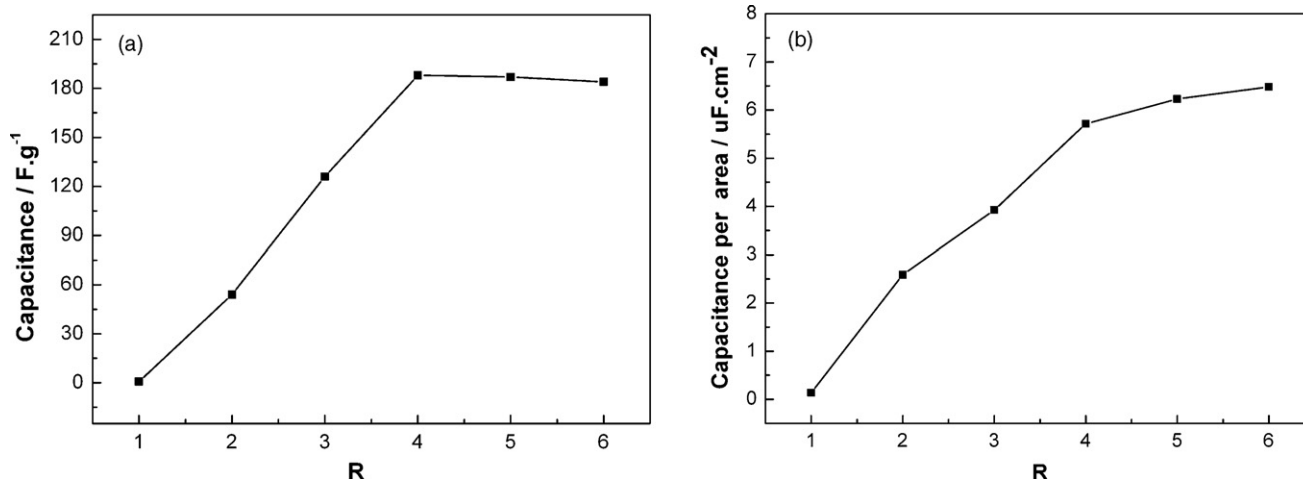 (a)
Capacitance / F.g⁻¹
210
180
150
120
90
60
30
0
1 2 3 4 5 6
R
(b)
Capacitance per area / uF.cm⁻²
8
7
6
5
4
3
2
1
0
1 2 3 4 5 6
R